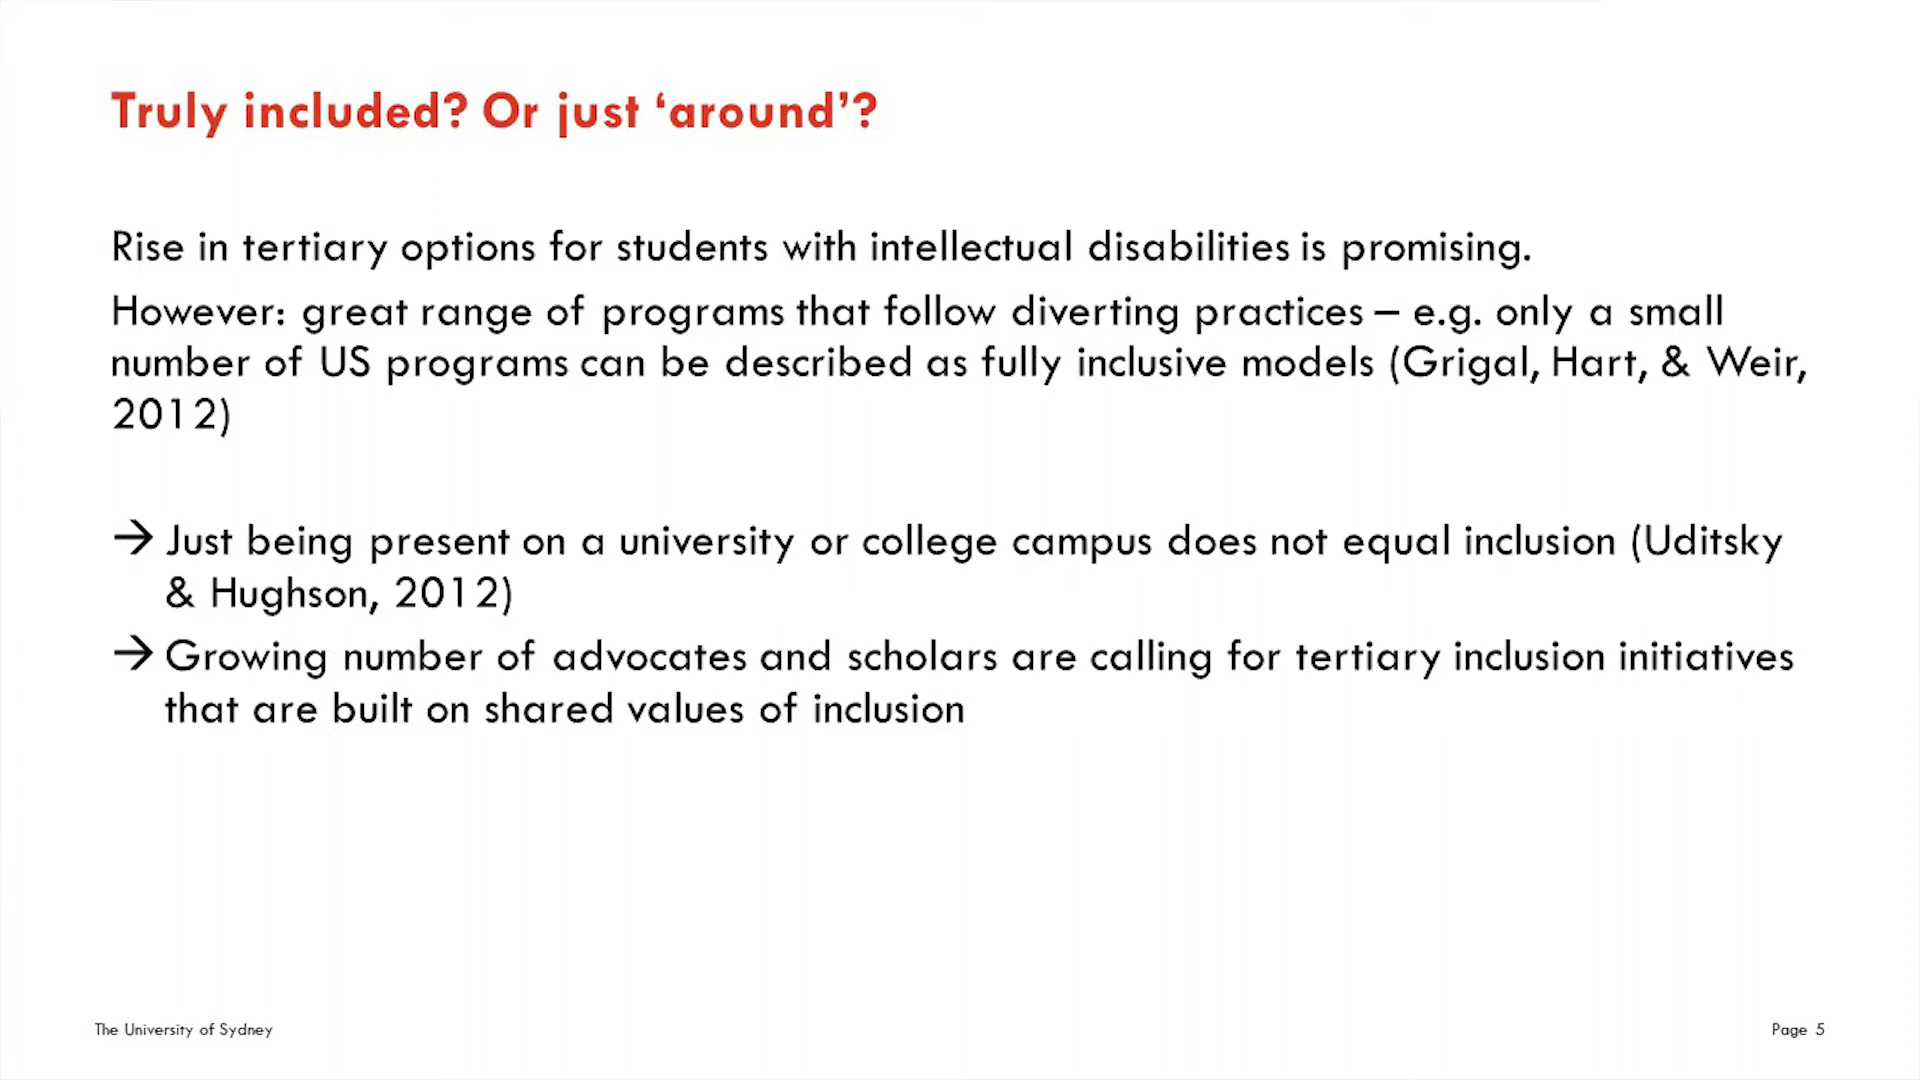 Truly included? Or just ‘around’?
Rise in tertiary options for students with intellectual disabilities is promising.
However: great range of programs that follow diverting practices – e.g. only a small
number of US programs can be described as fully inclusive models (Grigal, Hart, & Weir,
2012)
→ Just being present on a university or college campus does not equal inclusion (Uditsky
& Hughson, 2012)
→ Growing number of advocates and scholars are calling for tertiary inclusion initiatives
that are built on shared values of inclusion
The University of Sydney
Page 5